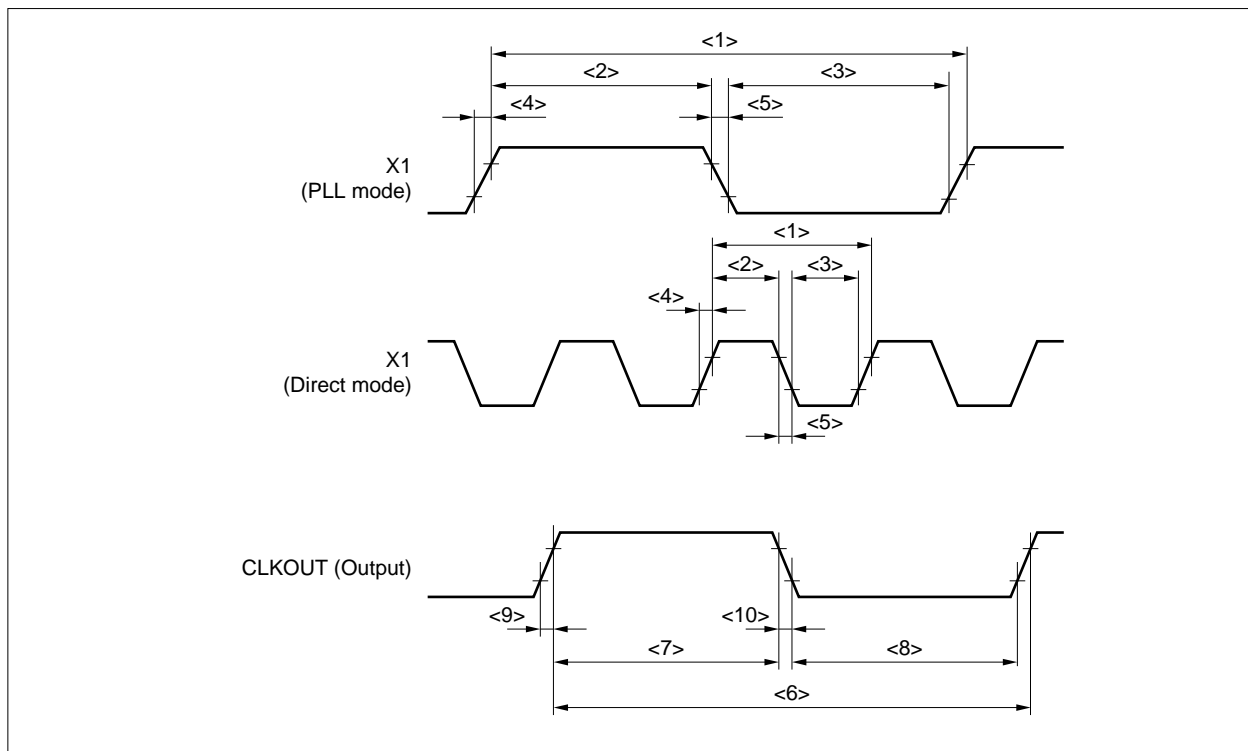 <1>
<2> <3>
<4> <5>
X1
(PLL mode)
<1>
<2> <3>
<4>
X1
(Direct mode)
<5>
CLKOUT (Output)
<9> <10>
<7> <8>
<6>